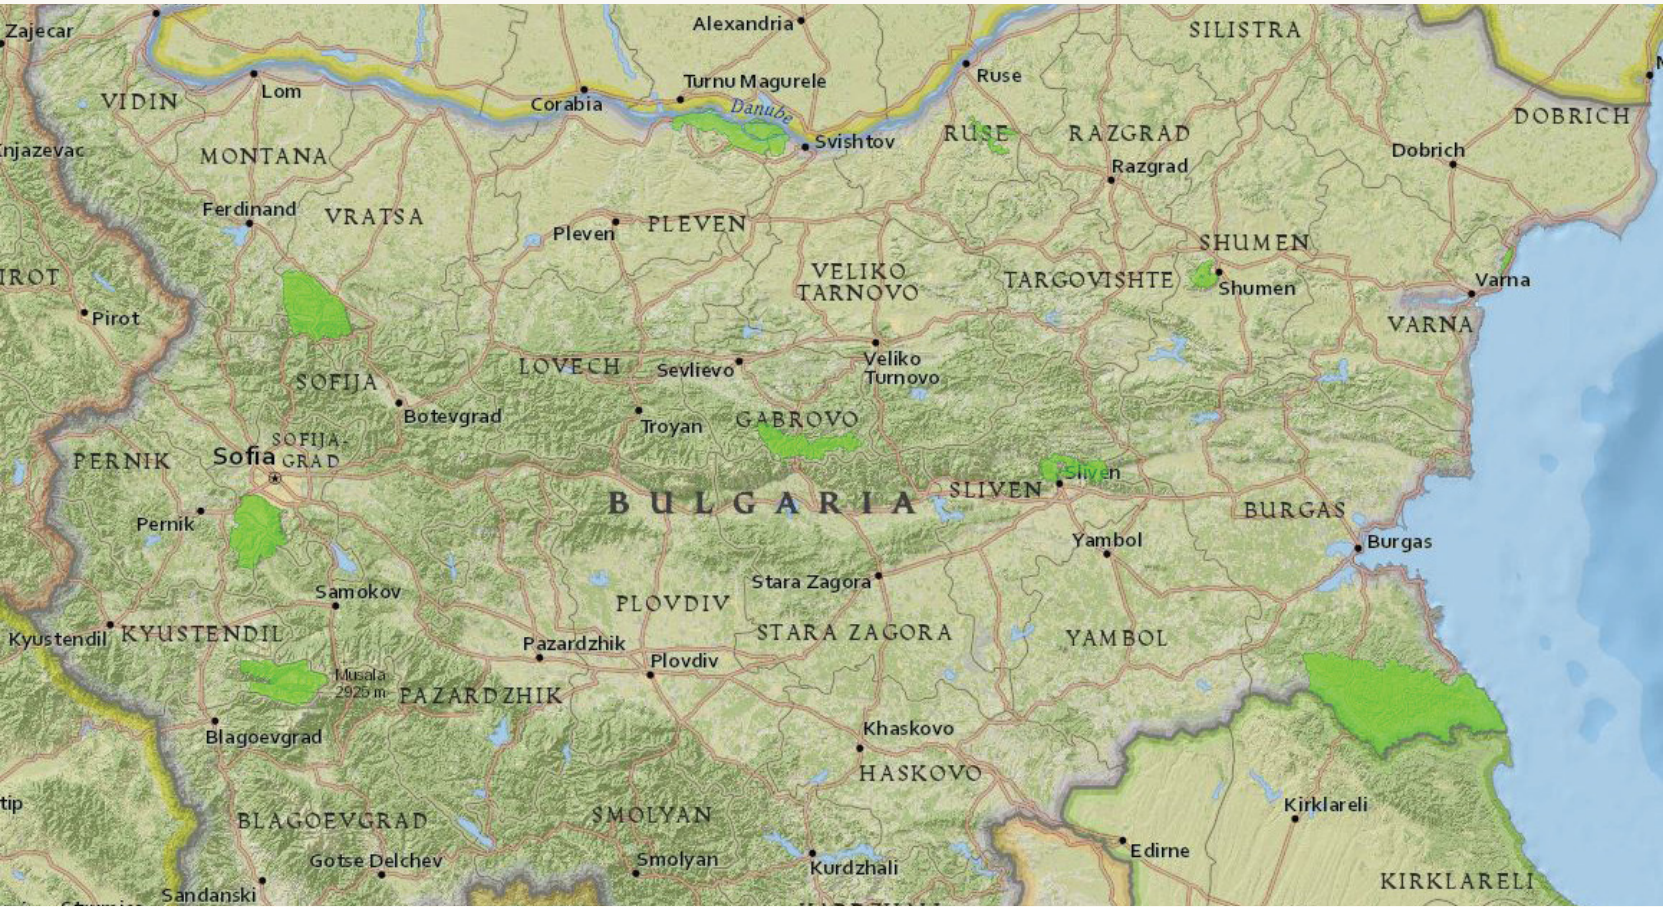 Zajecar
Alexandria
SILISTRA
Turnu Magurele
Ruse
VIDIN
Lom
Corabia
Danube
DOBRICH
Svishtov
RUSE
RAZGRAD
Knjazevac
MONTANA
Dobrich
Razgrad
Ferdinand
VRATSA
Pleven
PLEVEN
SHUMEN
VELIKO
TARNOVO
TARGOVISHTE
Shumen
Varna
Pirot
VARNA
LOVECH
Sevlievo
Veliko
Turnovo
SOFIJA
Botevgrad
Troyan
GABROVO
PERNIK
Sofia
SOFIJA-
GRAD
Sliven
SLIVEN
BULGARIA
BURGAS
Pernik
Yambol
Burgas
Stara Zagora
Samokov
PLOVDIV
Kyustendil
KYUSTENDIL
STARA ZAGORA
YAMBOL
Pazardzhik
Plovdiv
Musala
2925 m
PAZARDZHIK
Blagoevgrad
Khaskovo
HASKOVO
Kirklareli
BLAGOEVGRAD
SMOLYAN
Gotse Delchev
Smolyan
Kurdzhali
Edirne
Sandanski
KIRKLARELI